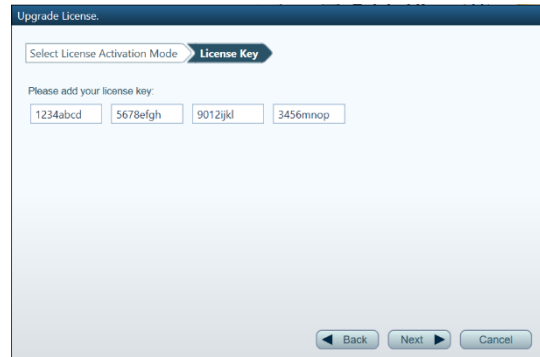 Upgrade License.
Select License Activation Mode License Key
Please add your license key:
1234abcd 5678efgh 9012ijkl 3456mnop
Back Next Cancel